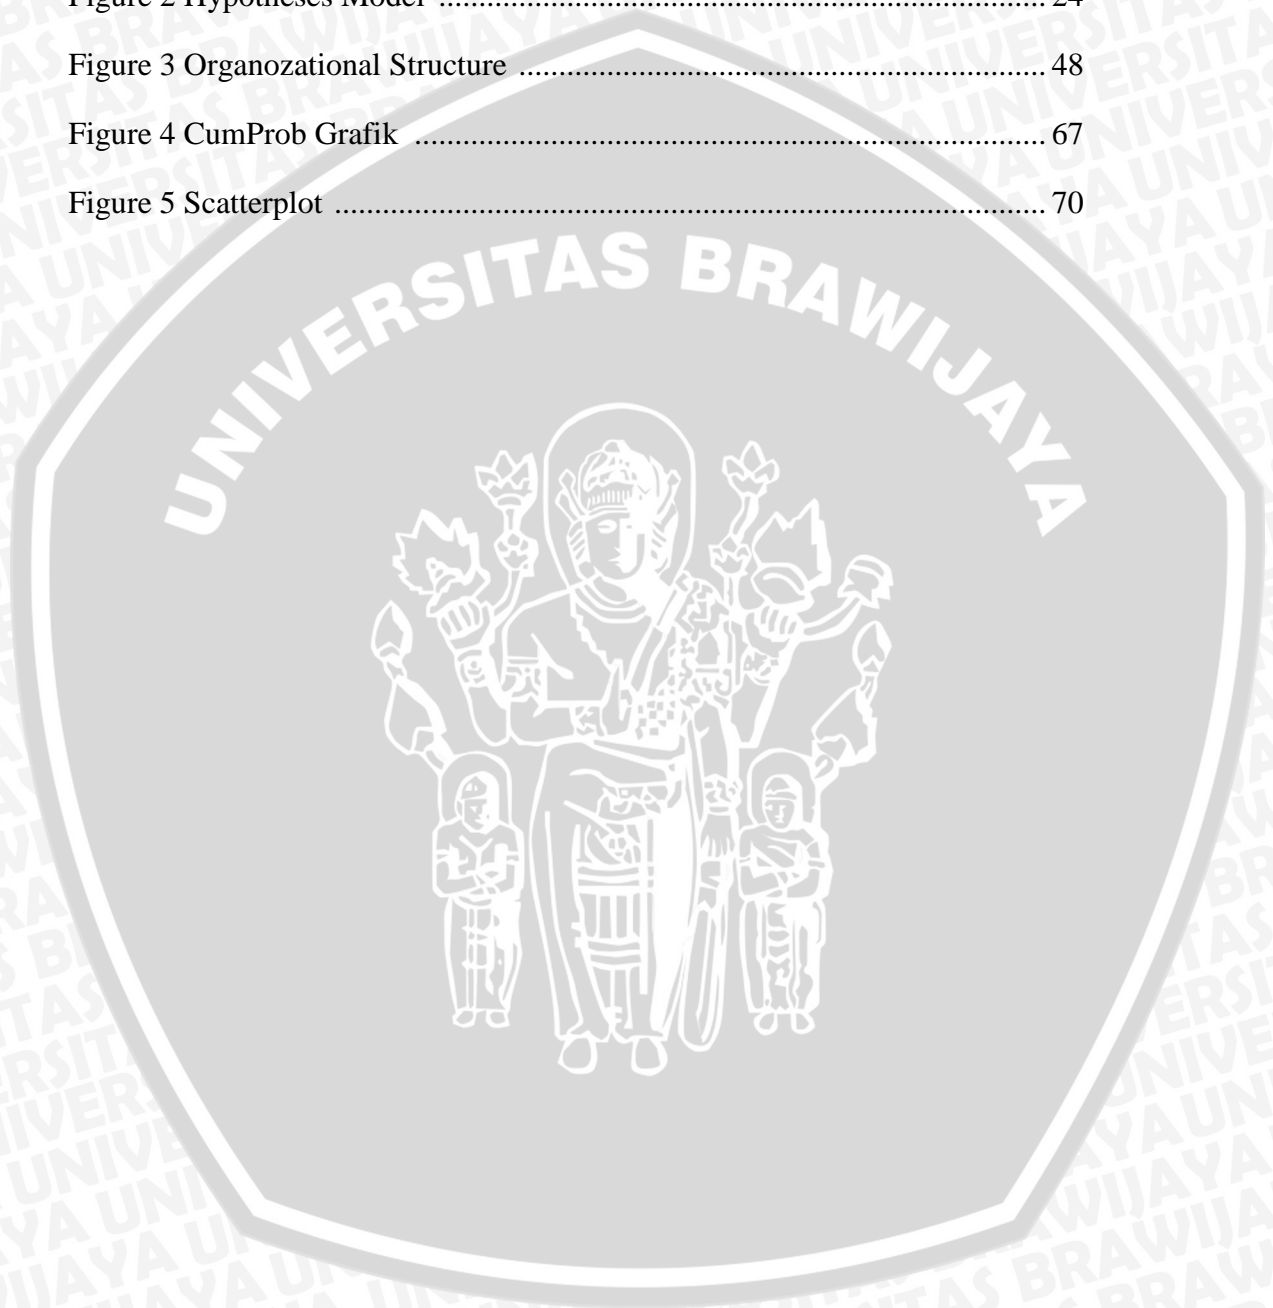 Figure 2 Hypotheses Model ........................................................................... 24
Figure 3 Organozational Structure ................................................................. 48
Figure 4 CumProb Grafik .............................................................................. 67
Figure 5 Scatterplot ........................................................................................ 70
UNIVERSITAS BRAWIJAYA